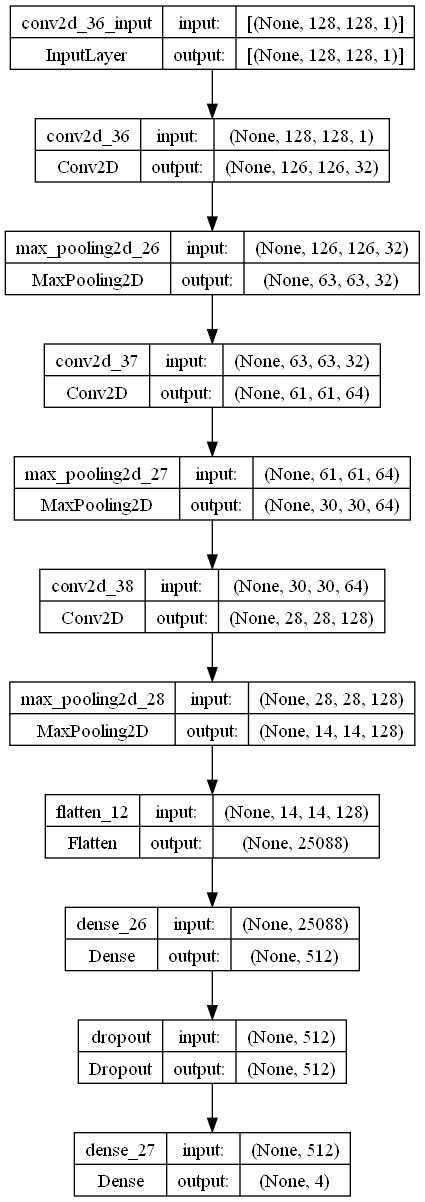 conv2d_36_input input: [(None, 128, 128, 1)]
InputLayer output: [(None, 128, 128, 1)]
conv2d_36 input: (None, 128, 128, 1)
Conv2D output: (None, 126, 126, 32)
max_pooling2d_26 input: (None, 126, 126, 32)
MaxPooling2D output: (None, 63, 63, 32)
conv2d_37 input: (None, 63, 63, 32)
Conv2D output: (None, 61, 61, 64)
max_pooling2d_27 input: (None, 61, 61, 64)
MaxPooling2D output: (None, 30, 30, 64)
conv2d_38 input: (None, 30, 30, 64)
Conv2D output: (None, 28, 28, 128)
max_pooling2d_28 input: (None, 28, 28, 128)
MaxPooling2D output: (None, 14, 14, 128)
flatten_12 input: (None, 14, 14, 128)
Flatten output: (None, 25088)
dense_26 input: (None, 25088)
Dense output: (None, 512)
dropout input: (None, 512)
Dropout output: (None, 512)
dense_27 input: (None, 512)
Dense output: (None, 4)